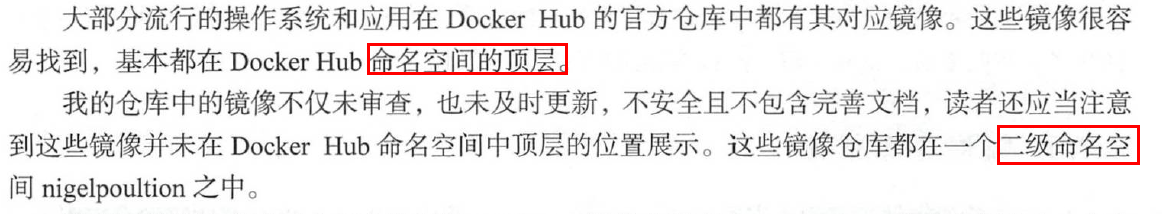 大部分流行的操作系统和应用在 Docker Hub 的官方仓库中都有其对应镜像。这些镜像很容
易找到，基本都在 Docker Hub 命名空间的顶层。
我的仓库中的镜像不仅未审查，也未及时更新，不安全且不包含完善文档，读者还应当注意
到这些镜像并未在 Docker Hub 命名空间中顶层的位置展示。这些镜像仓库都在一个二级命名空
间 nigelpoultion 之中。